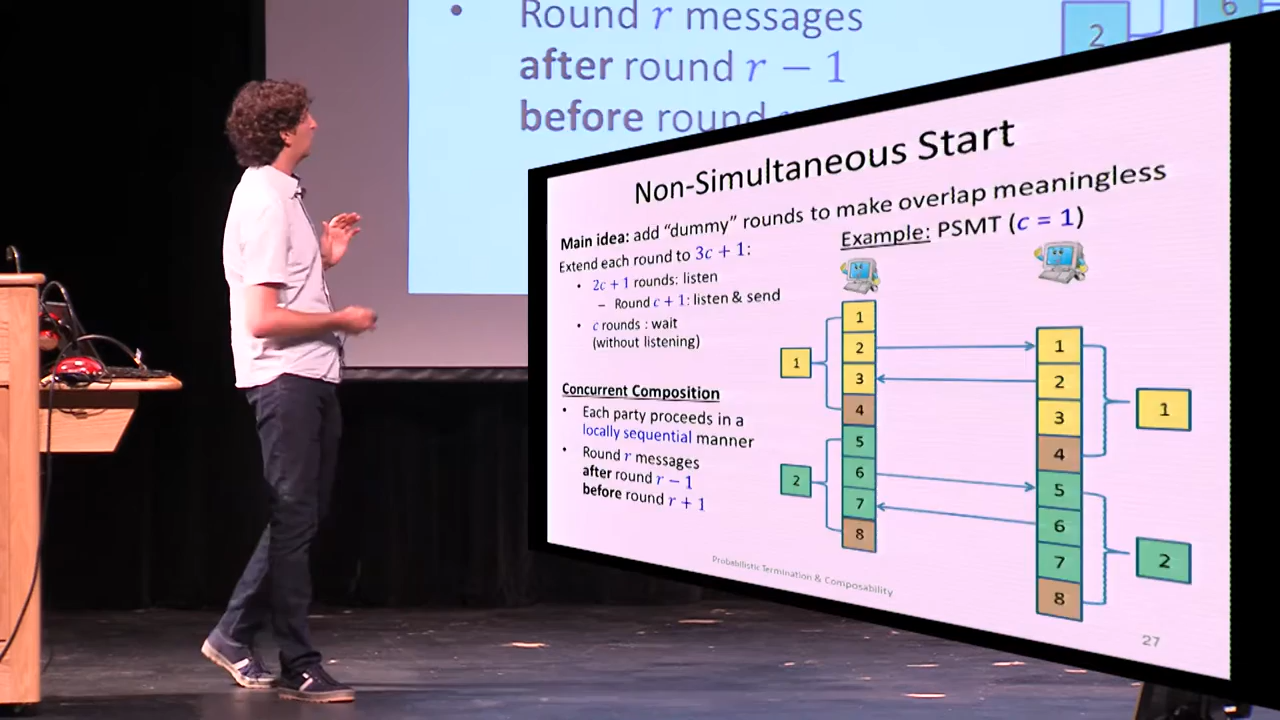 • Round r messages
after round r − 1
before round
2
6
Non-Simultaneous Start
Main idea: add “dummy” rounds to make overlap meaningless
Extend each round to 3c + 1:
• 2c + 1 rounds: listen
– Round c + 1: listen & send
• c rounds : wait
(without listening)
Concurrent Composition
• Each party proceeds in a
locally sequential manner
• Round r messages
after round r − 1
before round r + 1
Example: PSMT (c = 1)
1
2
1
2
3
4
5
6
7
8
1
2
3
4
5
6
7
8
1
2
Probabilistic Termination & Composability
27